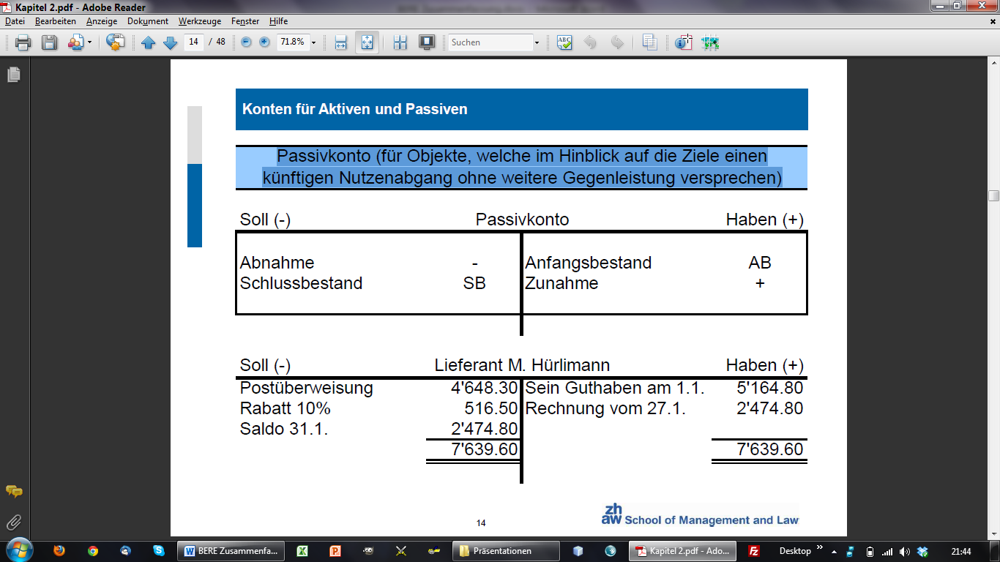 Kapitel 2.pdf - Adobe Reader
Datei Bearbeiten Anzeige Dokument Werkzeuge Fenster Hilfe
14 / 48 71.8% Suchen
Konten für Aktiven und Passiven
Passivkonto (für Objekte, welche im Hinblick auf die Ziele einen
künftigen Nutzenabgang ohne weitere Gegenleistung versprechen)
Soll (-) Passivkonto Haben (+)
Abnahme - Anfangsbestand AB
Schlussbestand SB Zunahme +
Soll (-) Lieferant M. Hürlimann Haben (+)
Postüberweisung 4'648.30 Sein Guthaben am 1.1. 5'164.80
Rabatt 10% 516.50 Rechnung vom 27.1. 2'474.80
Saldo 31.1. 2'474.80
7'639.60 7'639.60
zh
aw School of Management and Law
14
BERE Zusammenfa... Präsentationen Kapitel 2.pdf - Ado... Desktop 21:44